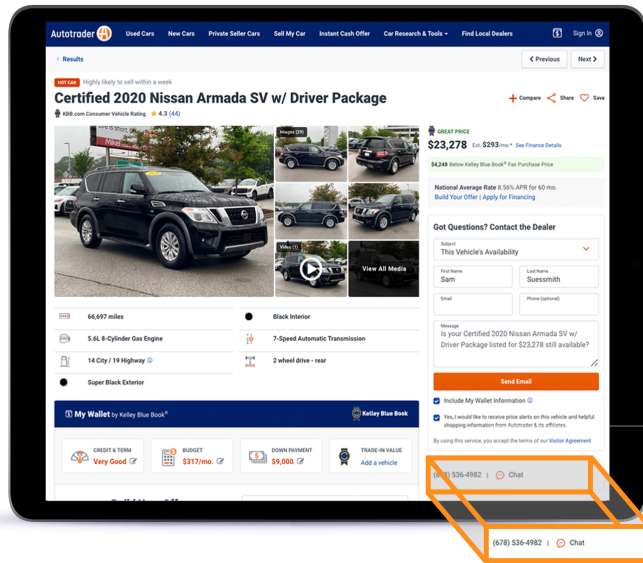 Autotrader
Used Cars
New Cars
Private Seller Cars
Sell My Car
Instant Cash Offer
Car Research & Tools
Find Local Dealers
$
Sign In
‹ Results
Previous
Next
HOT CAR Highly likely to sell within a week
Certified 2020 Nissan Armada SV w/ Driver Package
KBB.com Consumer Vehicle Rating 4.3 (44)
Compare
Share
Save
Images (29)
Video (1)
View All Media
66,697 miles
Black Interior
5.6L 8-Cylinder Gas Engine
7-Speed Automatic Transmission
14 City / 19 Highway
2 wheel drive - rear
Super Black Exterior
My Wallet by Kelley Blue Book®
Kelley Blue Book
CREDIT & TERM
Very Good
BUDGET
$317/mo.
DOWN PAYMENT
$9,000
TRADE-IN VALUE
Add a vehicle
GREAT PRICE
$23,278 Est. $293/mo.* See Finance Details
$4,248 Below Kelley Blue Book® Fair Purchase Price
National Average Rate 8.56% APR for 60 mo.
Build Your Offer | Apply for Financing
Got Questions? Contact the Dealer
Subject
This Vehicle's Availability
First Name
Sam
Last Name
Suessmith
Email
Phone (optional)
Message
Is your Certified 2020 Nissan Armada SV w/
Driver Package listed for $23,278 still available?
Send Email
Include My Wallet Information
Yes, I would like to receive price alerts on this vehicle and helpful
shopping information from Autotrader & its affiliates.
By using this service, you accept the terms of our Visitor Agreement
536-4982 | Chat
(678) 536-4982 | Chat